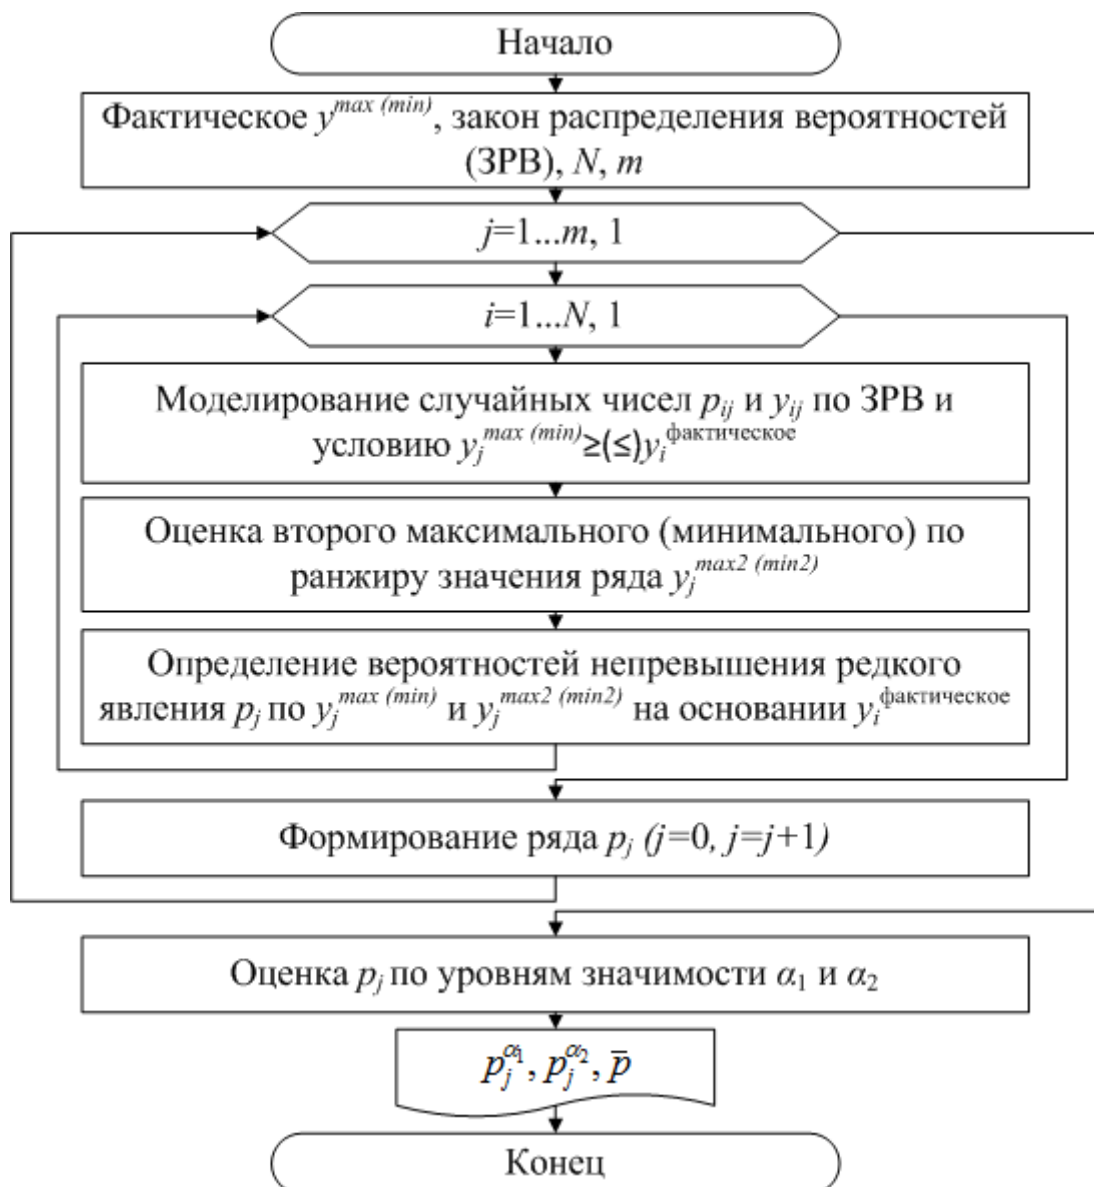 Начало
Фактическое y^max (min), закон распределения вероятностей
(ЗРВ), N, m
j=1...m, 1
i=1...N, 1
Моделирование случайных чисел p_ij и y_ij по ЗРВ и
условию y_j^max (min)≥(≤)y_i^фактическое
Оценка второго максимального (минимального) по
ранжиру значения ряда y_j^max2 (min2)
Определение вероятностей непревышения редкого
явления p_j по y_j^max (min) и y_j^max2 (min2) на основании y_i^фактическое
Формирование ряда p_j (j=0, j=j+1)
Оценка p_j по уровням значимости α₁ и α₂
p_j^α₁, p_j^α₂, p̄
Конец